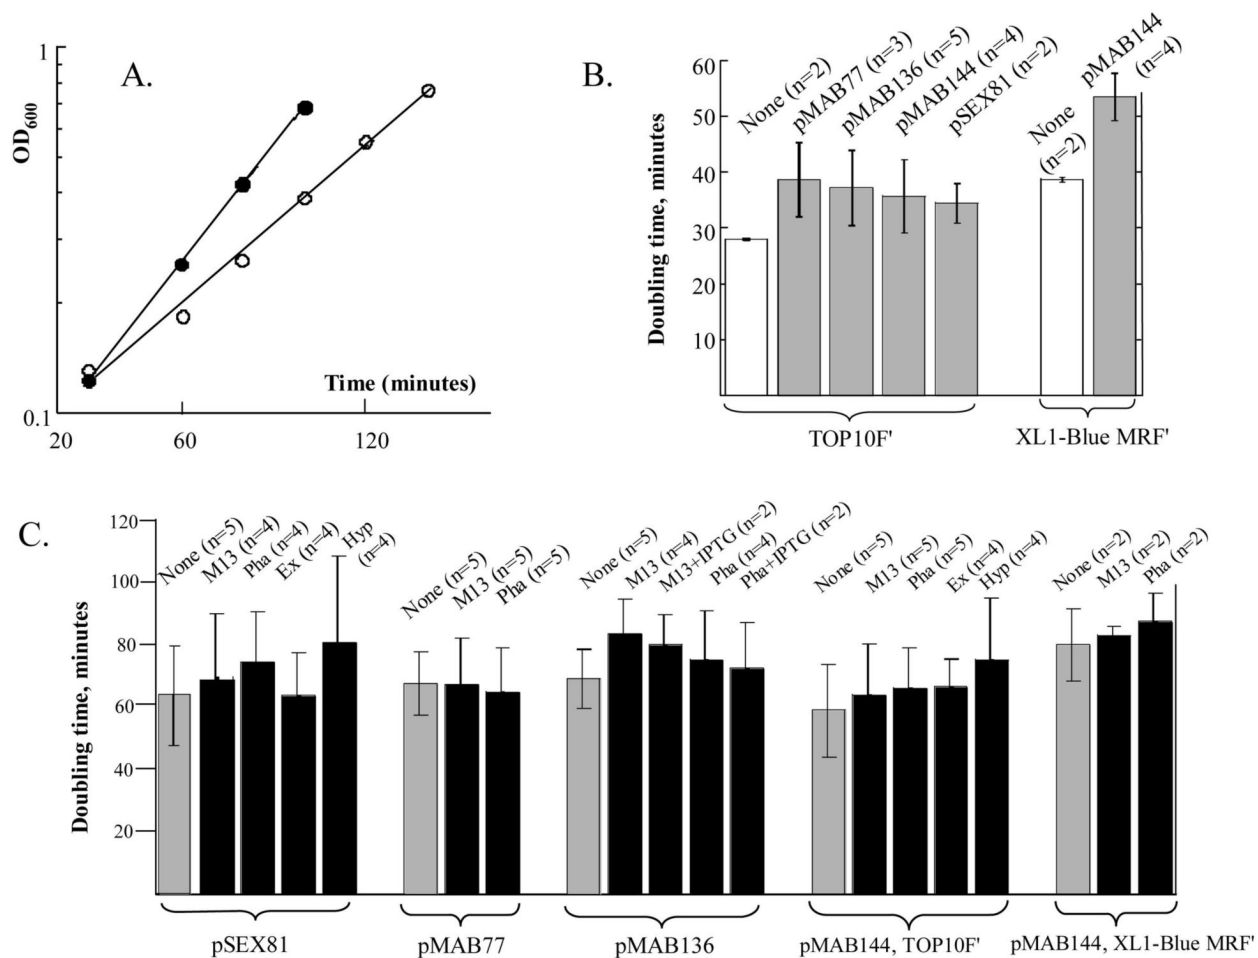 A.
1
OD600
0.1
Time (minutes)
20
60
120
B.
Doubling time, minutes
60
50
40
30
20
10
None (n=2)
pMAB77 (n=3)
pMAB136 (n=5)
pMAB144 (n=4)
pSEX81 (n=2)
None
(n=2)
pMAB144
(n=4)
TOP10F'
XL1-Blue MRF'
C.
Doubling time, minutes
120
100
80
60
40
20
None (n=5)
M13 (n=4)
Pha (n=4)
Ex (n=4)
Hyp
(n=4)
None (n=5)
M13 (n=5)
Pha (n=5)
None (n=5)
M13 (n=4)
M13+IPTG (n=2)
Pha (n=4)
Pha+IPTG (n=2)
None (n=5)
M13 (n=5)
Pha (n=5)
Ex (n=4)
Hyp (n=4)
None (n=2)
M13 (n=2)
Pha (n=2)
pSEX81
pMAB77
pMAB136
pMAB144, TOP10F'
pMAB144, XL1-Blue MRF'